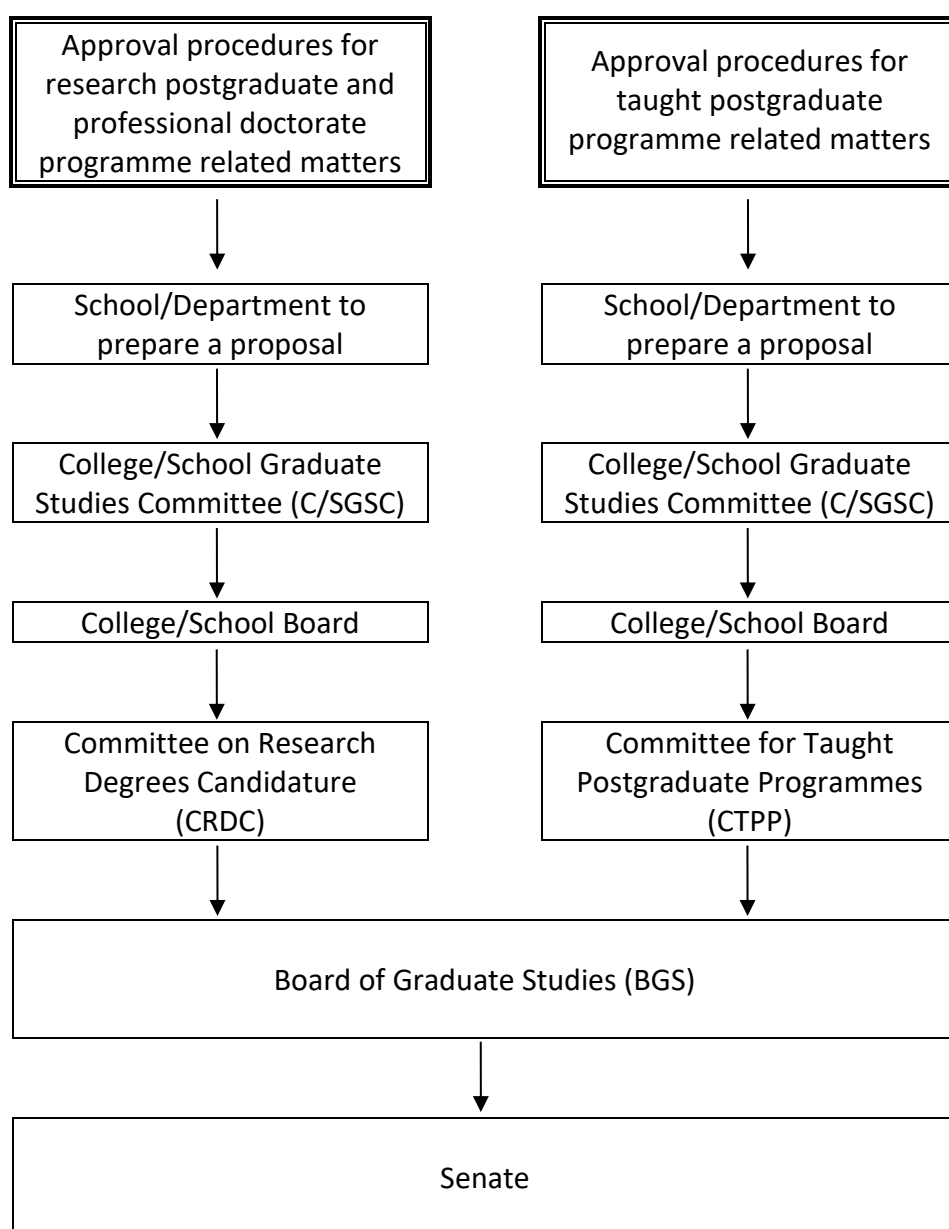 Approval procedures for
research postgraduate and
professional doctorate
programme related matters
Approval procedures for
taught postgraduate
programme related matters
School/Department to
prepare a proposal
School/Department to
prepare a proposal
College/School Graduate
Studies Committee (C/SGSC)
College/School Graduate
Studies Committee (C/SGSC)
College/School Board
College/School Board
Committee on Research
Degrees Candidature
(CRDC)
Committee for Taught
Postgraduate Programmes
(CTPP)
Board of Graduate Studies (BGS)
Senate